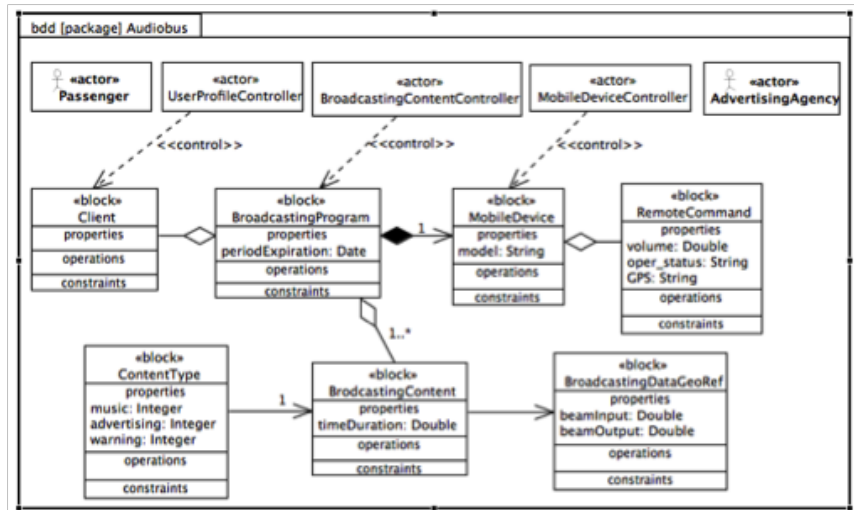 bdd [package] Audiobus
«actor»
Passenger
«actor»
UserProfileController
«actor»
BroadcastingContentController
«actor»
MobileDeviceController
«actor»
AdvertisingAgency
<<control>>
<<control>>
<<control>>
«block»
Client
properties
operations
constraints
«block»
BroadcastingProgram
properties
periodExpiration: Date
operations
constraints
1
«block»
MobileDevice
properties
model: String
operations
constraints
«block»
RemoteCommand
properties
volume: Double
oper_status: String
GPS: String
operations
constraints
1..*
«block»
ContentType
properties
music: Integer
advertising: Integer
warning: Integer
operations
constraints
1
«block»
BrodcastingContent
properties
timeDuration: Double
operations
constraints
«block»
BroadcastingDataGeoRef
properties
beamInput: Double
beamOutput: Double
operations
constraints